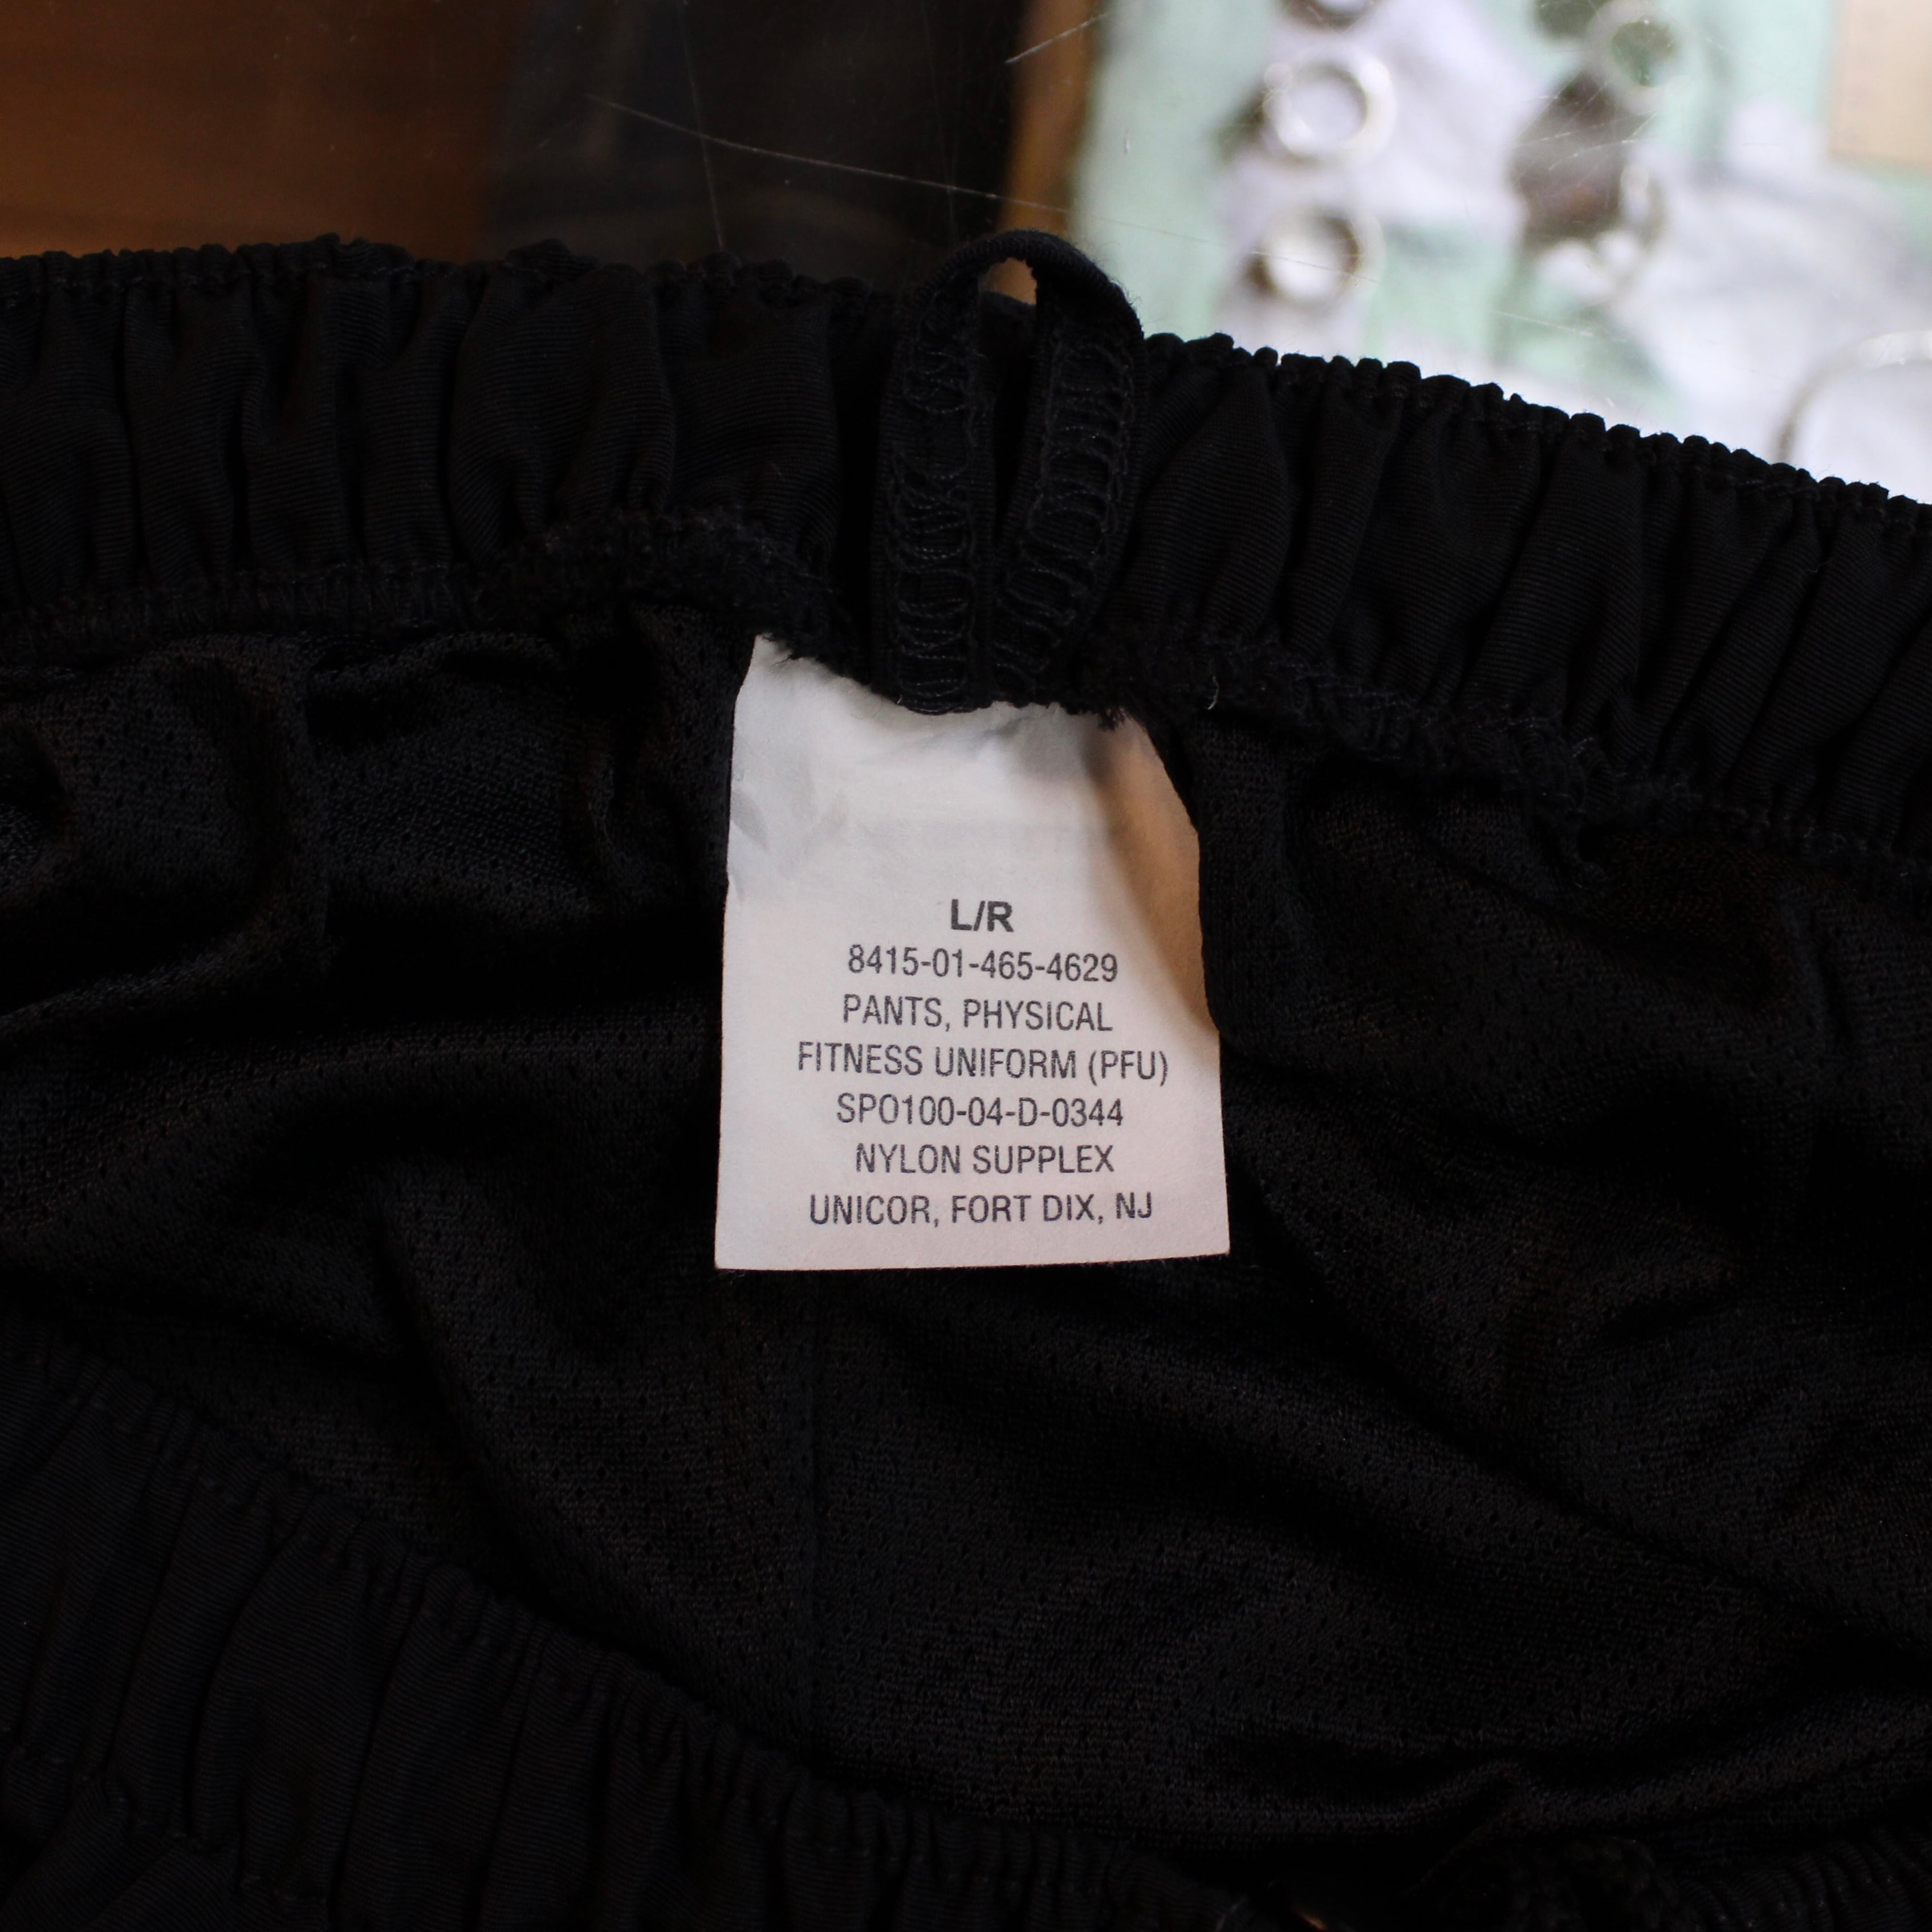 L/R
8415-01-465-4629
PANTS, PHYSICAL
FITNESS UNIFORM (PFU)
SPO100-04-D-0344
NYLON SUPPLEX
UNICOR, FORT DIX, NJ